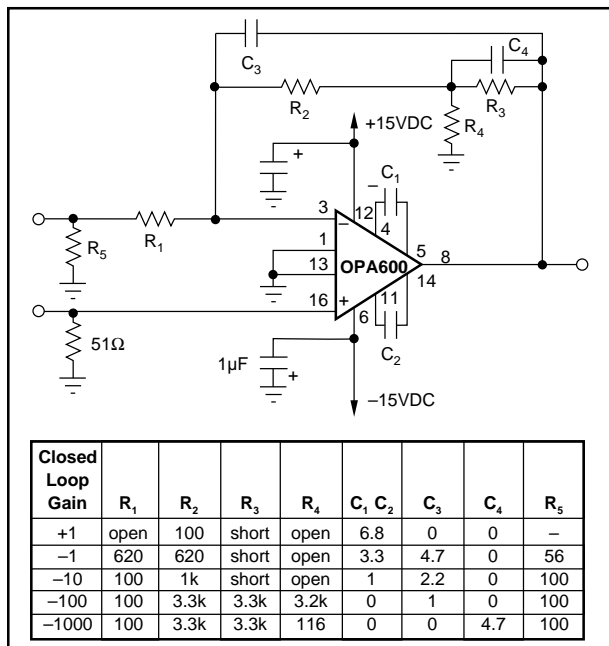 C₃
C₄
R₂
R₃
R₄
+15VDC
+
– C₁
3
12
4
–
R₅
R₁
1
5
8
13
OPA600
14
16
+
11
6
C₂
51Ω
1µF
+
–15VDC
Closed Loop Gain R₁ R₂ R₃ R₄ C₁ C₂ C₃ C₄ R₅
+1 open 100 short open 6.8 0 0 –
–1 620 620 short open 3.3 4.7 0 56
–10 100 1k short open 1 2.2 0 100
–100 100 3.3k 3.3k 3.2k 0 1 0 100
–1000 100 3.3k 3.3k 116 0 0 4.7 100